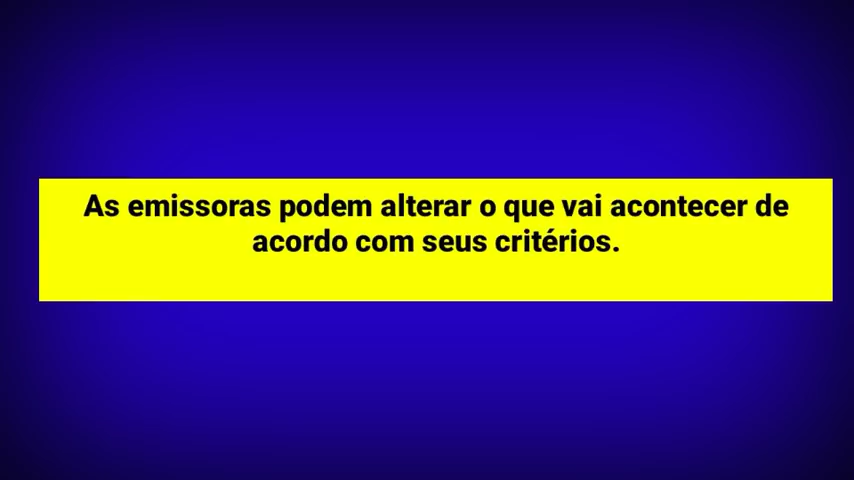 As emissoras podem alterar o que vai acontecer de
acordo com seus critérios.